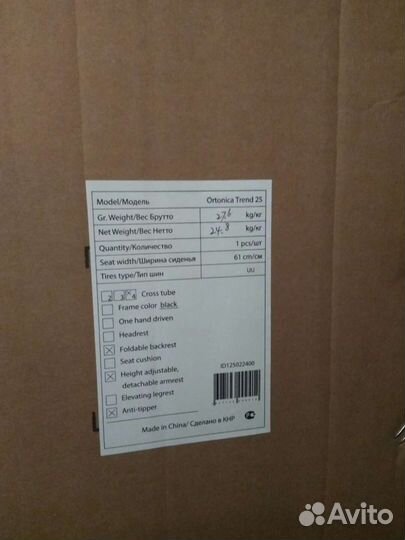 Model/Модель Ortonica Trend 25
Gr. Weight/Вес Брутто 27.6 kg/кг
Net Weight/Вес Нетто 24.8 kg/кг
Quantity/Количество 1 pcs/шт
Seat width/Ширина сиденья 61 cm/см
Tires type/Тип шин UU
2 3 4 Cross tube
Frame color black
One hand driven
Headrest
Foldable backrest
Seat cushion
Height adjustable,
detachable armrest
Elevating legrest
Anti-tipper
ID125022400
Made in China/ Сделано в КНР
Avito